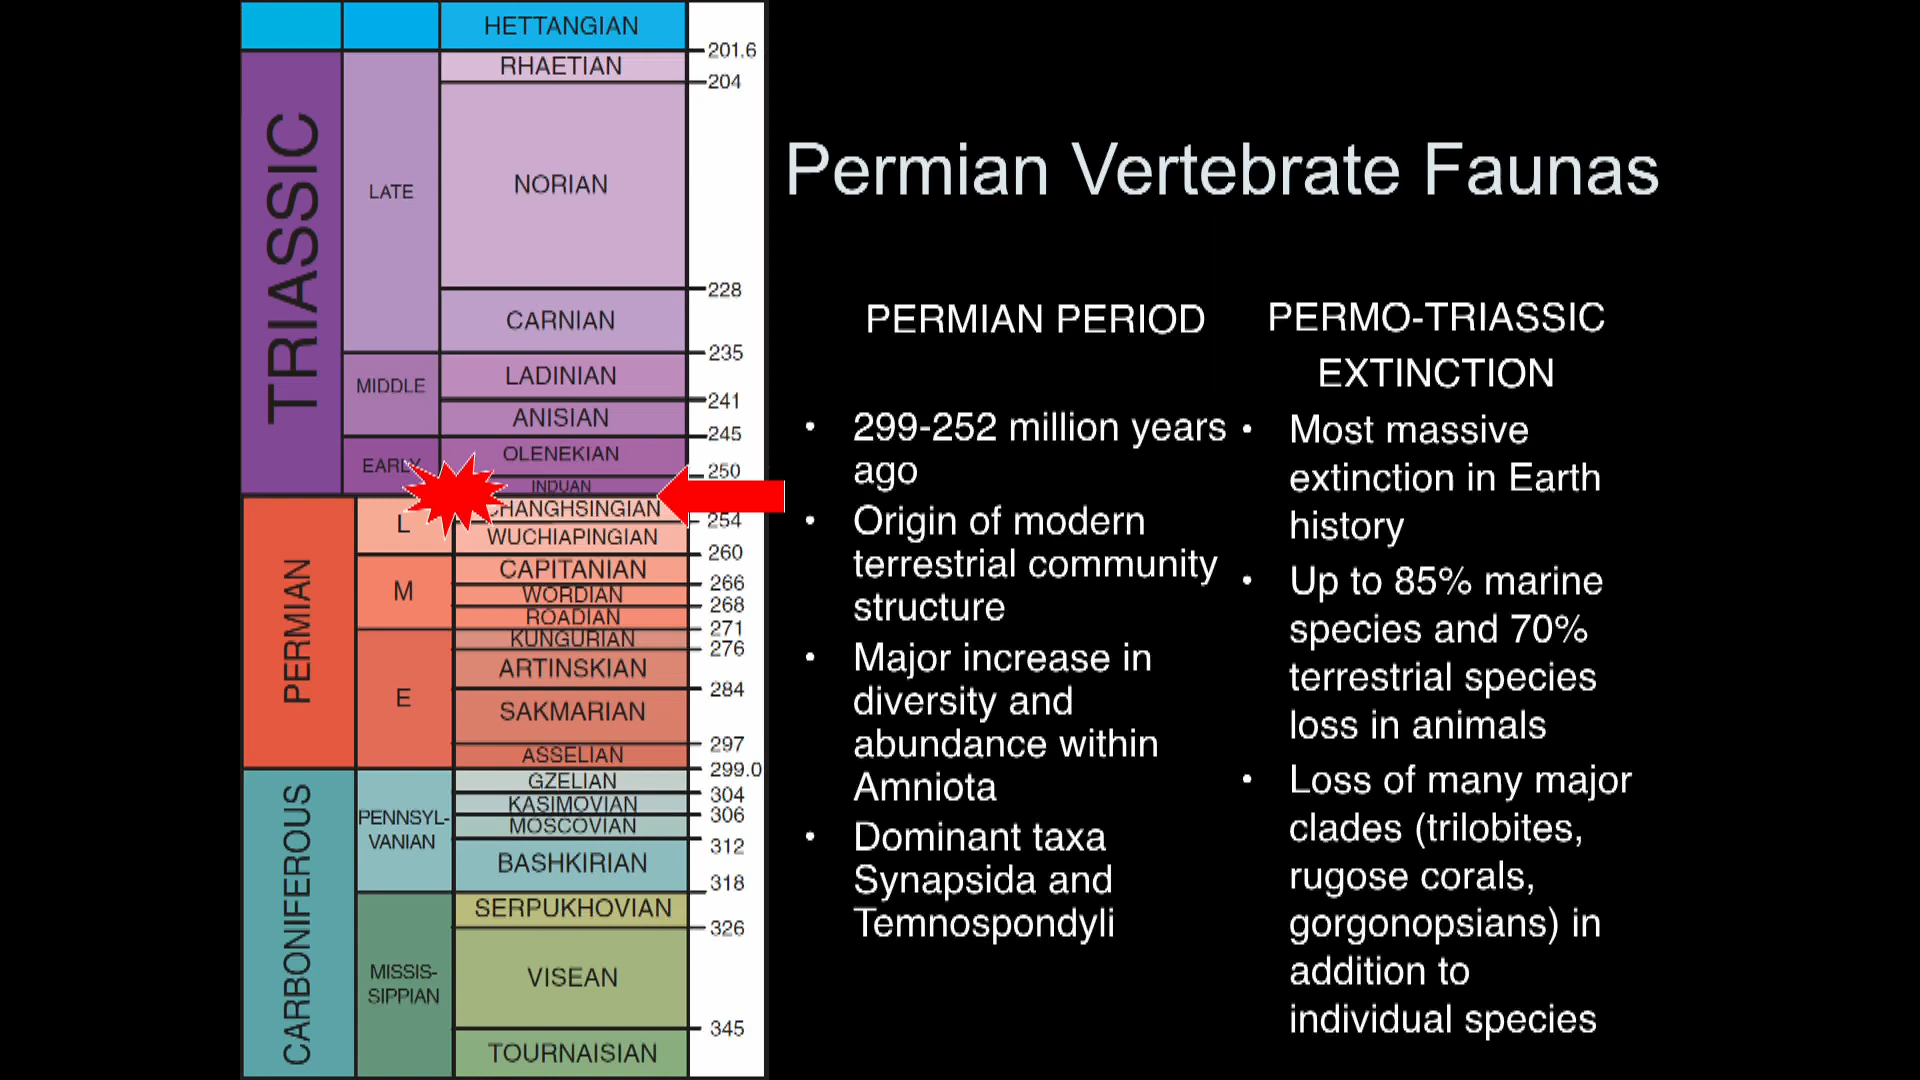 HETTANGIAN
201.6
RHAETIAN
204
TRIASSIC
LATE
NORIAN
228
CARNIAN
235
MIDDLE
LADINIAN
241
ANISIAN
245
EARLY
OLENEKIAN
250
INDUAN
PERMIAN
L
CHANGHSINGIAN
254
WUCHIAPINGIAN
260
M
CAPITANIAN
266
WORDIAN
268
ROADIAN
271
E
KUNGURIAN
276
ARTINSKIAN
284
SAKMARIAN
297
ASSELIAN
299.0
CARBONIFEROUS
PENNSYL-
VANIAN
GZELIAN
304
KASIMOVIAN
306
MOSCOVIAN
312
BASHKIRIAN
318
MISSIS-
SIPPIAN
SERPUKHOVIAN
326
VISEAN
345
TOURNAISIAN
Permian Vertebrate Faunas
PERMIAN PERIOD
• 299-252 million years
ago
• Origin of modern
terrestrial community
structure
• Major increase in
diversity and
abundance within
Amniota
• Dominant taxa
Synapsida and
Temnospondyli
PERMO-TRIASSIC
EXTINCTION
• Most massive
extinction in Earth
history
• Up to 85% marine
species and 70%
terrestrial species
loss in animals
• Loss of many major
clades (trilobites,
rugose corals,
gorgonopsians) in
addition to
individual species